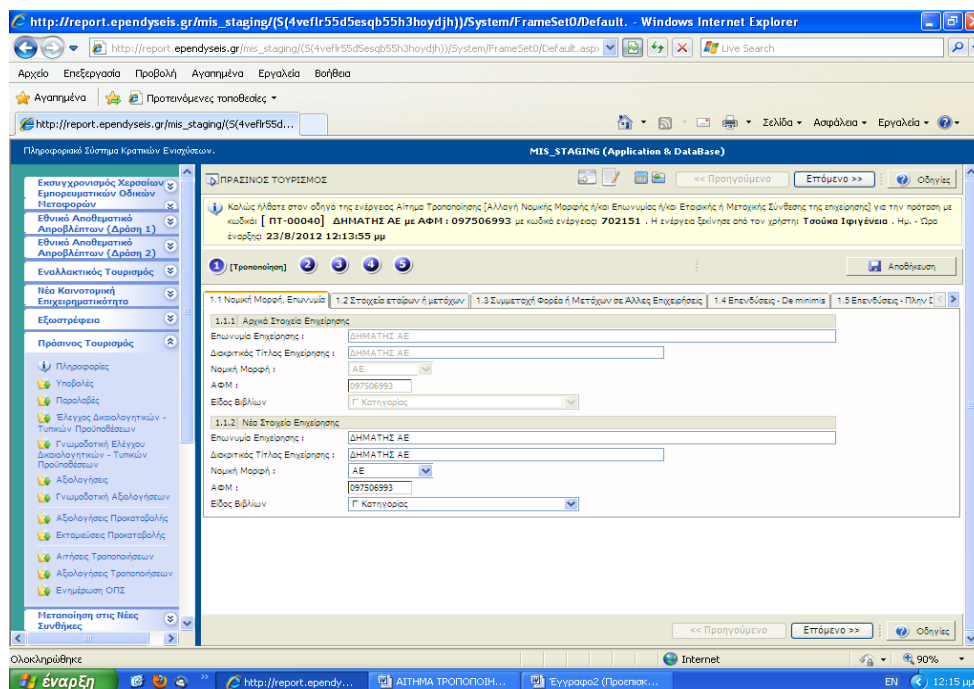 http://report.ependyseis.gr/mis_staging/(S(4veflr55d5esqb55h3hoydjh))/System/FrameSet0/Default. - Windows Internet Explorer
http://report.ependyseis.gr/mis_staging/(S(4veflr55d5esqb55h3hoydjh))/System/FrameSet0/Default.asp
Live Search
Αρχείο Επεξεργασία Προβολή Αγαπημένα Εργαλεία Βοήθεια
Αγαπημένα Προτεινόμενες τοποθεσίες
http://report.ependyseis.gr/mis_staging/(S(4veflr55d...
Σελίδα Ασφάλεια Εργαλεία
Πληροφοριακό Σύστημα Κρατικών Ενισχύσεων.
MIS_STAGING (Application & DataBase)
Εκσυγχρονισμός Χερσαίων
Εμπορευματικών Οδικών
Μεταφορών
Εθνικό Αποθεματικό
Απροβλέπτων (Δράση 1)
Εθνικό Αποθεματικό
Απροβλέπτων (Δράση 2)
Εναλλακτικός Τουρισμός
Νέα Καινοτομική
Επιχειρηματικότητα
Εξωστρέφεια
Πράσινος Τουρισμός
Πληροφορίες
Υποβολές
Παραλαβές
Έλεγχος Δικαιολογητικών -
Τυπικών Προϋποθέσεων
Γνωμοδοτική Ελέγχου
Δικαιολογητικών - Τυπικών
Προϋποθέσεων
Αξιολογήσεις
Γνωμοδοτική Αξιολογήσεων
Αξιολογήσεις Προκαταβολής
Εκταμιεύσεις Προκαταβολής
Αιτήσεις Τροποποιήσεων
Αξιολογήσεις Τροποποιήσεων
Ενημέρωση ΟΠΣ
Μεταποίηση στις Νέες
Συνθήκες
ΠΡΑΣΙΝΟΣ ΤΟΥΡΙΣΜΟΣ
<< Προηγούμενο Επόμενο >> Οδηγίες
Καλώς ήλθατε στον οδηγό της ενέργειας Αίτημα Τροποποίησης [Αλλαγή Νομικής Μορφής ή/και Επωνυμίας ή/και Εταιρικής ή Μετοχικής Σύνθεσης της επιχείρησης] για την πρόταση με
κωδικό: [ ΠΤ-00040] ΔΗΜΑΤΗΣ ΑΕ με ΑΦΜ : 097506993 με κωδικό ενέργειας: 702151 . Η ενέργεια ξεκίνησε από τον χρήστη: Τσούκα Ιφιγένεια . Ημ. - Ώρα
έναρξης: 23/8/2012 12:13:55 μμ
1 [Τροποποίηση] 2 3 4 5
Αποθήκευση
1.1 Νομική Μορφή, Επωνυμία 1.2 Στοιχεία εταίρων ή μετόχων 1.3 Συμμετοχή Φορέα ή Μετόχων σε Άλλες Επιχειρήσεις 1.4 Επενδύσεις - De minimis 1.5 Επενδύσεις - Πλην
1.1.1 Αρχικά Στοιχεία Επιχείρησης
Επωνυμία Επιχείρησης : ΔΗΜΑΤΗΣ ΑΕ
Διακριτικός Τίτλος Επιχείρησης : ΔΗΜΑΤΗΣ ΑΕ
Νομική Μορφή : ΑΕ
ΑΦΜ : 097506993
Είδος Βιβλίων Γ Κατηγορίας
1.1.2 Νέα Στοιχεία Επιχείρησης
Επωνυμία Επιχείρησης : ΔΗΜΑΤΗΣ ΑΕ
Διακριτικός Τίτλος Επιχείρησης : ΔΗΜΑΤΗΣ ΑΕ
Νομική Μορφή : ΑΕ
ΑΦΜ : 097506993
Είδος Βιβλίων Γ Κατηγορίας
<< Προηγούμενο Επόμενο >> Οδηγίες
Ολοκληρώθηκε Internet 90%
έναρξη http://report.ependy... ΑΙΤΗΜΑ ΤΡΟΠΟΠΟΙΗ... Έγγραφο2 (Προεπισκ... EN 12:15 μμ